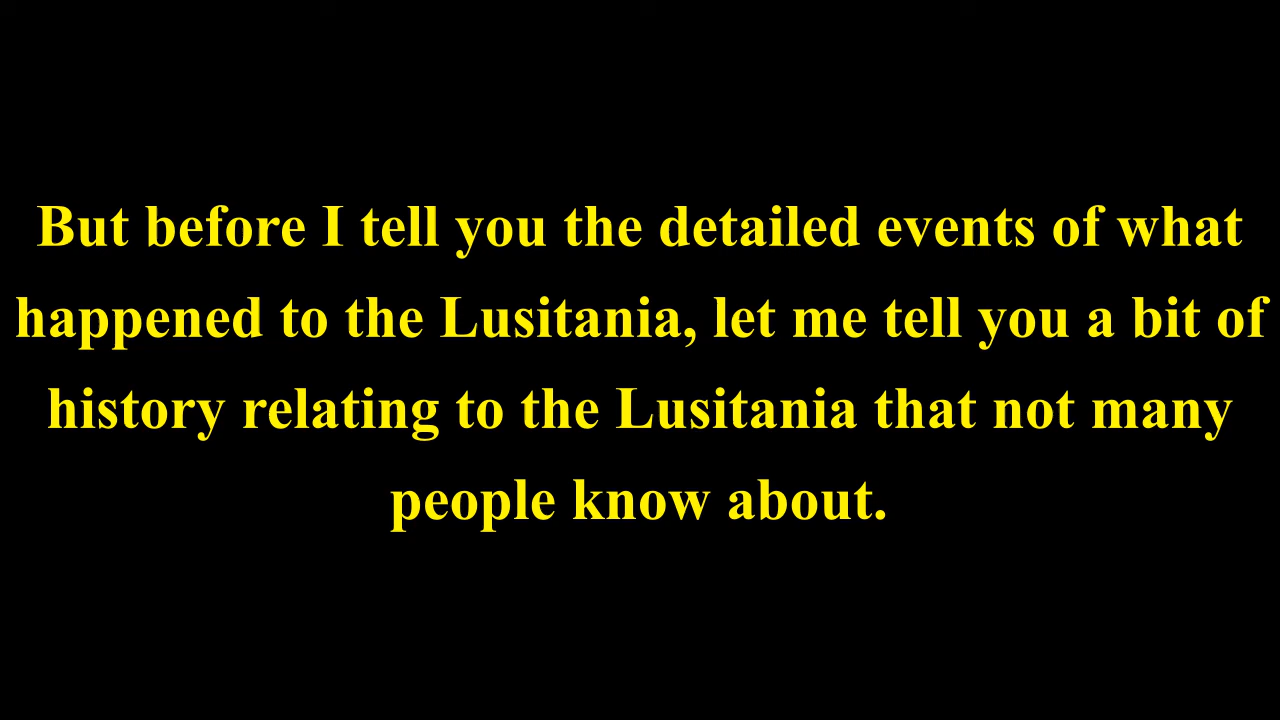 But before I tell you the detailed events of what
happened to the Lusitania, let me tell you a bit of
history relating to the Lusitania that not many
people know about.